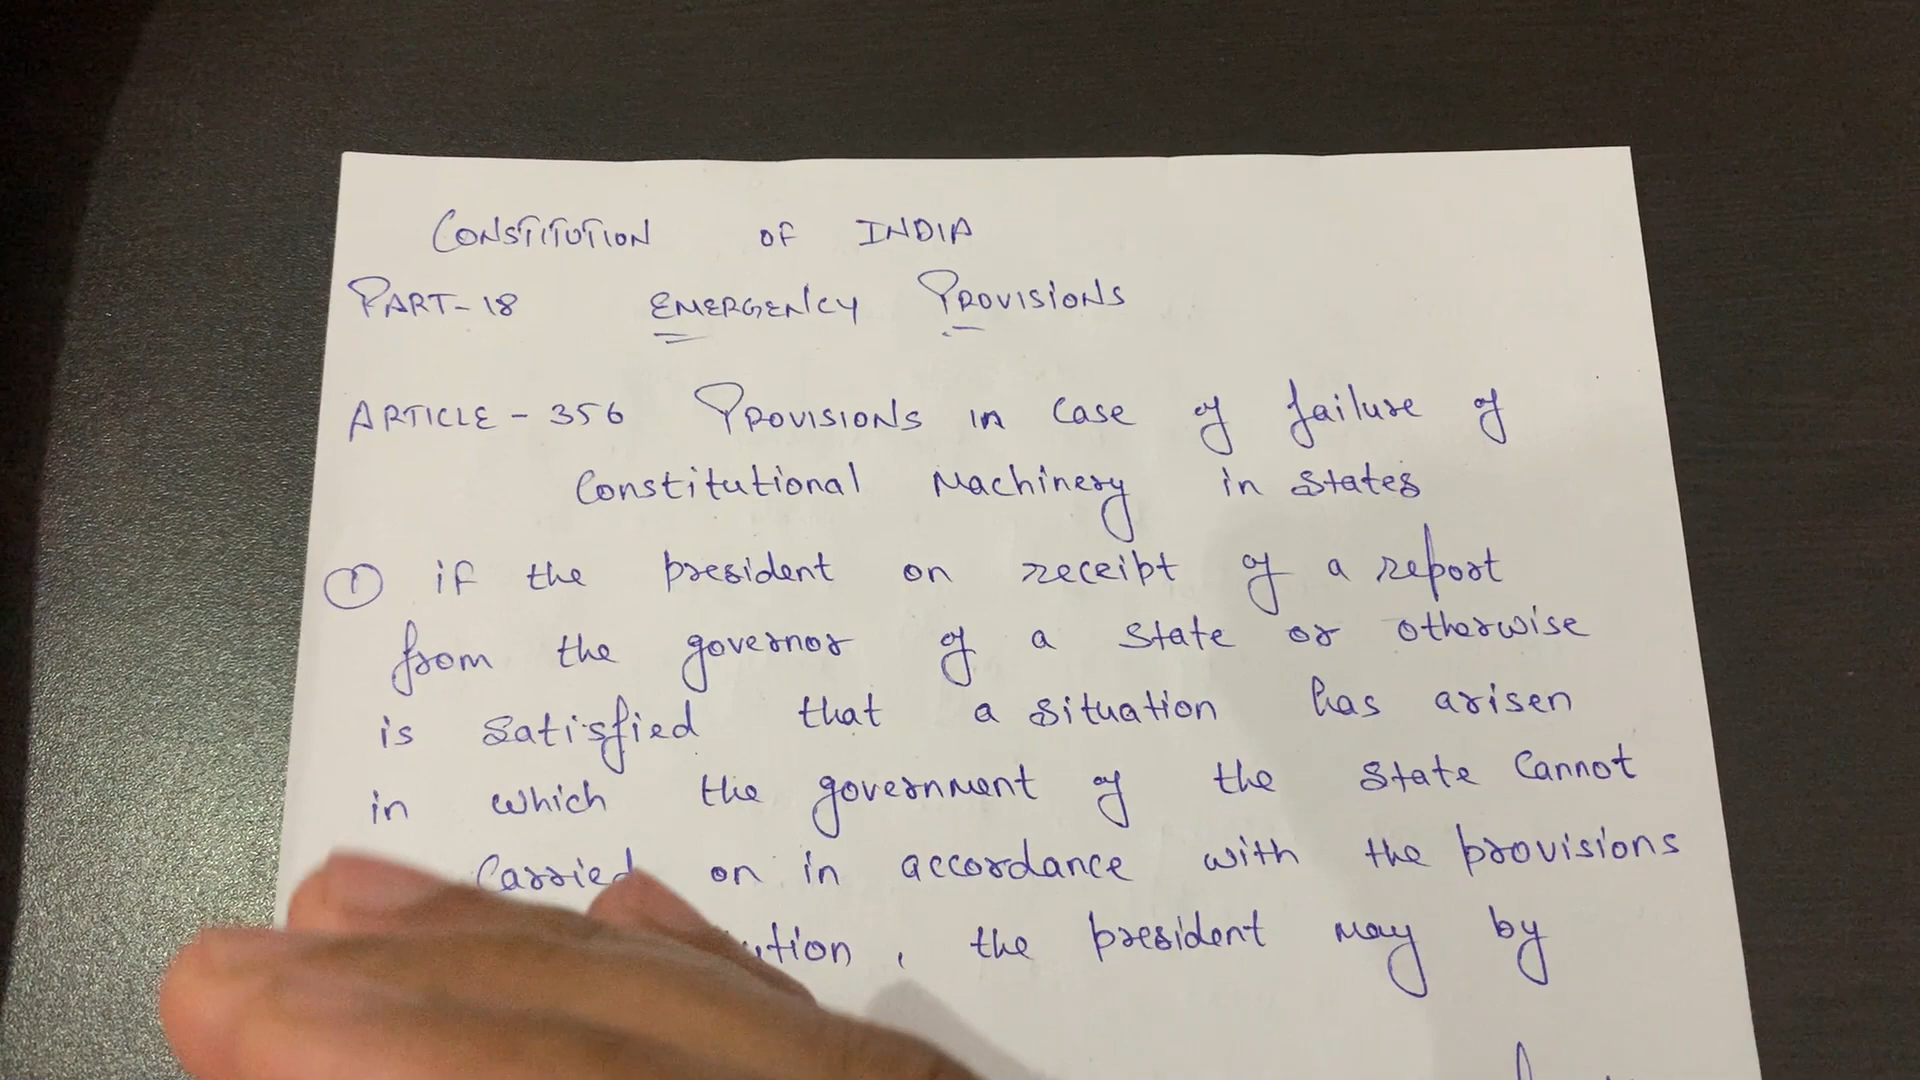 CONSTITUTION OF INDIA
PART-18 EMERGENCY PROVISIONS
ARTICLE - 356 PROVISIONS in case of failure of
Constitutional Machinery in states
① if the president on receipt of a report
from the governor of a state or otherwise
is satisfied that a situation has arisen
in which the government of the state cannot
carried on in accordance with the provisions
, the president may by